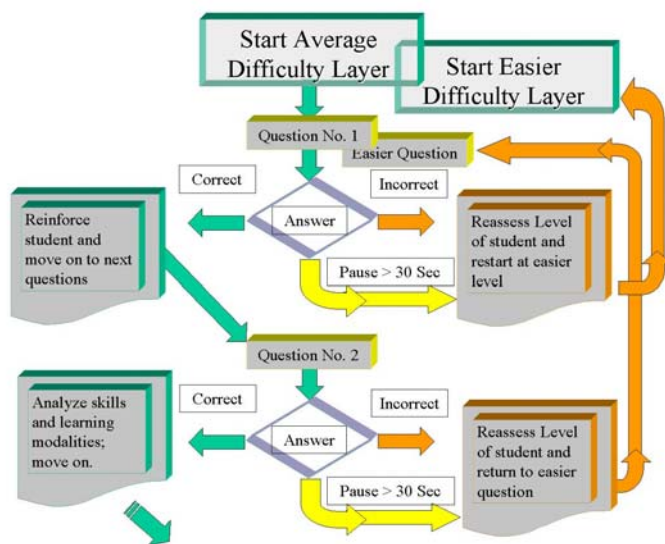 Start Average
Difficulty Layer
Start Easier
Difficulty Layer
Question No. 1
Easier Question
Correct
Incorrect
Reinforce
student and
move on to next
questions
Answer
Reassess Level
of student and
restart at easier
level
Pause > 30 Sec
Question No. 2
Correct
Incorrect
Analyze skills
and learning
modalities;
move on.
Answer
Reassess Level
of student and
return to easier
question
Pause > 30 Sec